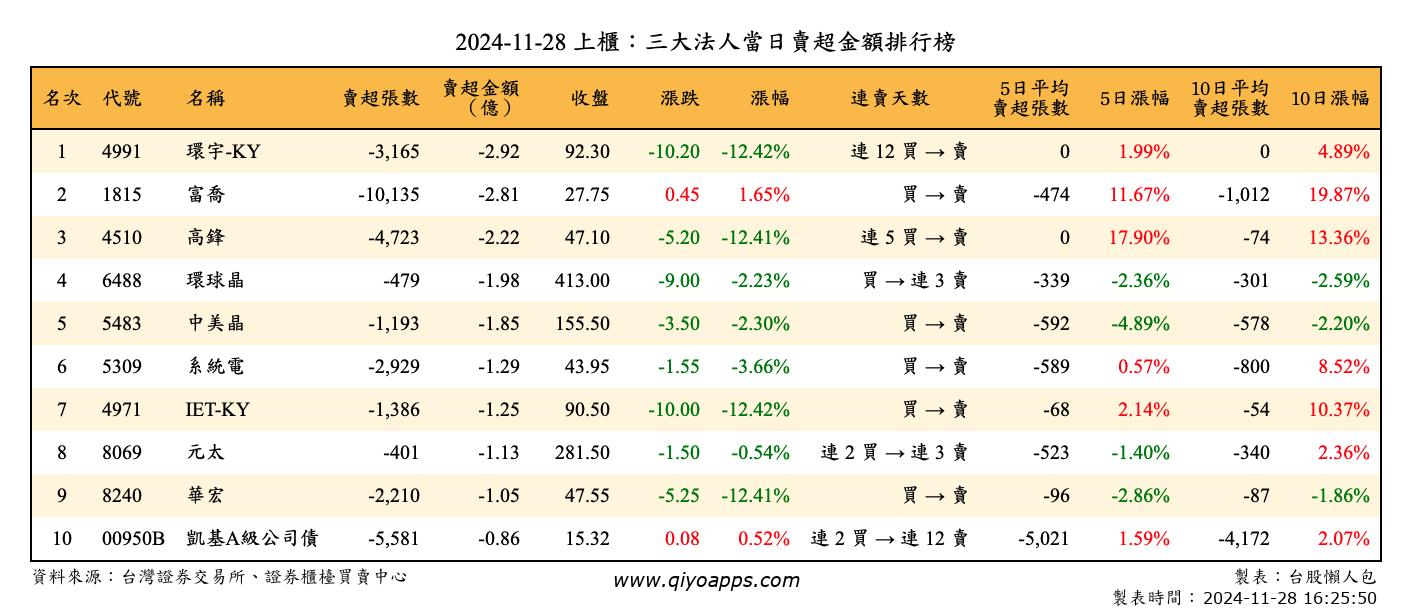 2024-11-28 上櫃：三大法人當日賣超金額排行榜
名次 代號 名稱 賣超張數 賣超金額（億） 收盤 漲跌 漲幅 連賣天數 5日平均賣超張數 5日漲幅 10日平均賣超張數 10日漲幅
1 4991 環宇-KY -3,165 -2.92 92.30 -10.20 -12.42% 連 12 買 → 賣 0 1.99% 0 4.89%
2 1815 富喬 -10,135 -2.81 27.75 0.45 1.65% 買 → 賣 -474 11.67% -1,012 19.87%
3 4510 高鋒 -4,723 -2.22 47.10 -5.20 -12.41% 連 5 買 → 賣 0 17.90% -74 13.36%
4 6488 環球晶 -479 -1.98 413.00 -9.00 -2.23% 買 → 連 3 賣 -339 -2.36% -301 -2.59%
5 5483 中美晶 -1,193 -1.85 155.50 -3.50 -2.30% 買 → 賣 -592 -4.89% -578 -2.20%
6 5309 系統電 -2,929 -1.29 43.95 -1.55 -3.66% 買 → 賣 -589 0.57% -800 8.52%
7 4971 IET-KY -1,386 -1.25 90.50 -10.00 -12.42% 買 → 賣 -68 2.14% -54 10.37%
8 8069 元太 -401 -1.13 281.50 -1.50 -0.54% 連 2 買 → 連 3 賣 -523 -1.40% -340 2.36%
9 8240 華宏 -2,210 -1.05 47.55 -5.25 -12.41% 買 → 賣 -96 -2.86% -87 -1.86%
10 00950B 凱基A級公司債 -5,581 -0.86 15.32 0.08 0.52% 連 2 買 → 連 12 賣 -5,021 1.59% -4,172 2.07%
資料來源：台灣證券交易所、證券櫃檯買賣中心 www.qiyoapps.com 製表：台股懶人包
製表時間：2024-11-28 16:25:50